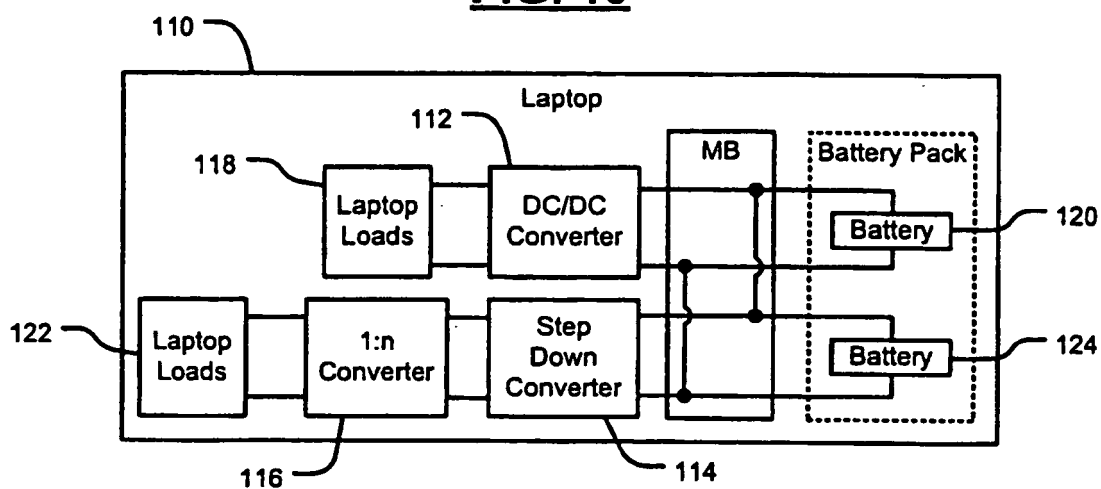 110
Laptop
112
MB
Battery Pack
118
Laptop
Loads
DC/DC
Converter
Battery
120
122
Laptop
Loads
1:n
Converter
Step
Down
Converter
Battery
124
116
114